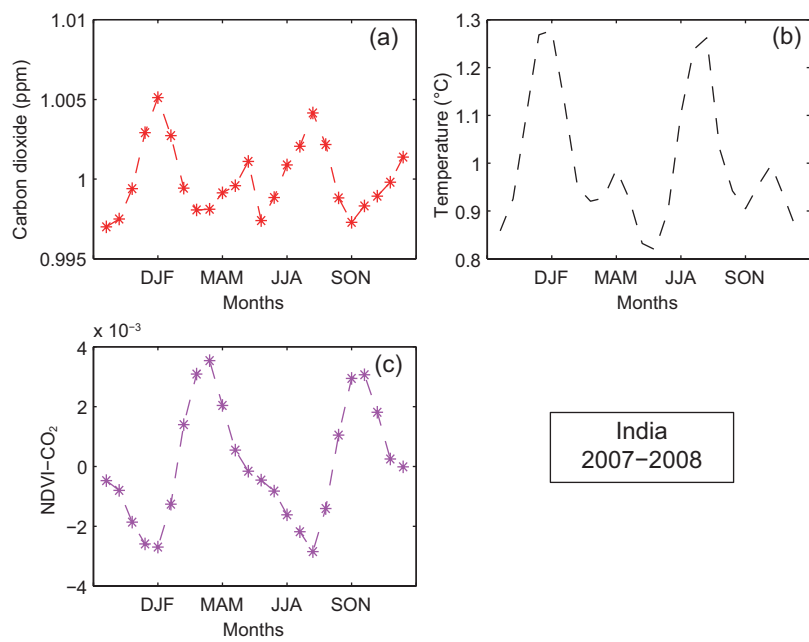 1.01
1.005
1
0.995
Carbon dioxide (ppm)
(a)
DJF MAM JJA SON
Months
1.3
1.2
1.1
1
0.9
0.8
Temperature (°C)
(b)
DJF MAM JJA SON
Months
x 10⁻³
4
2
0
−2
−4
NDVI−CO₂
(c)
DJF MAM JJA SON
Months
India
2007−2008